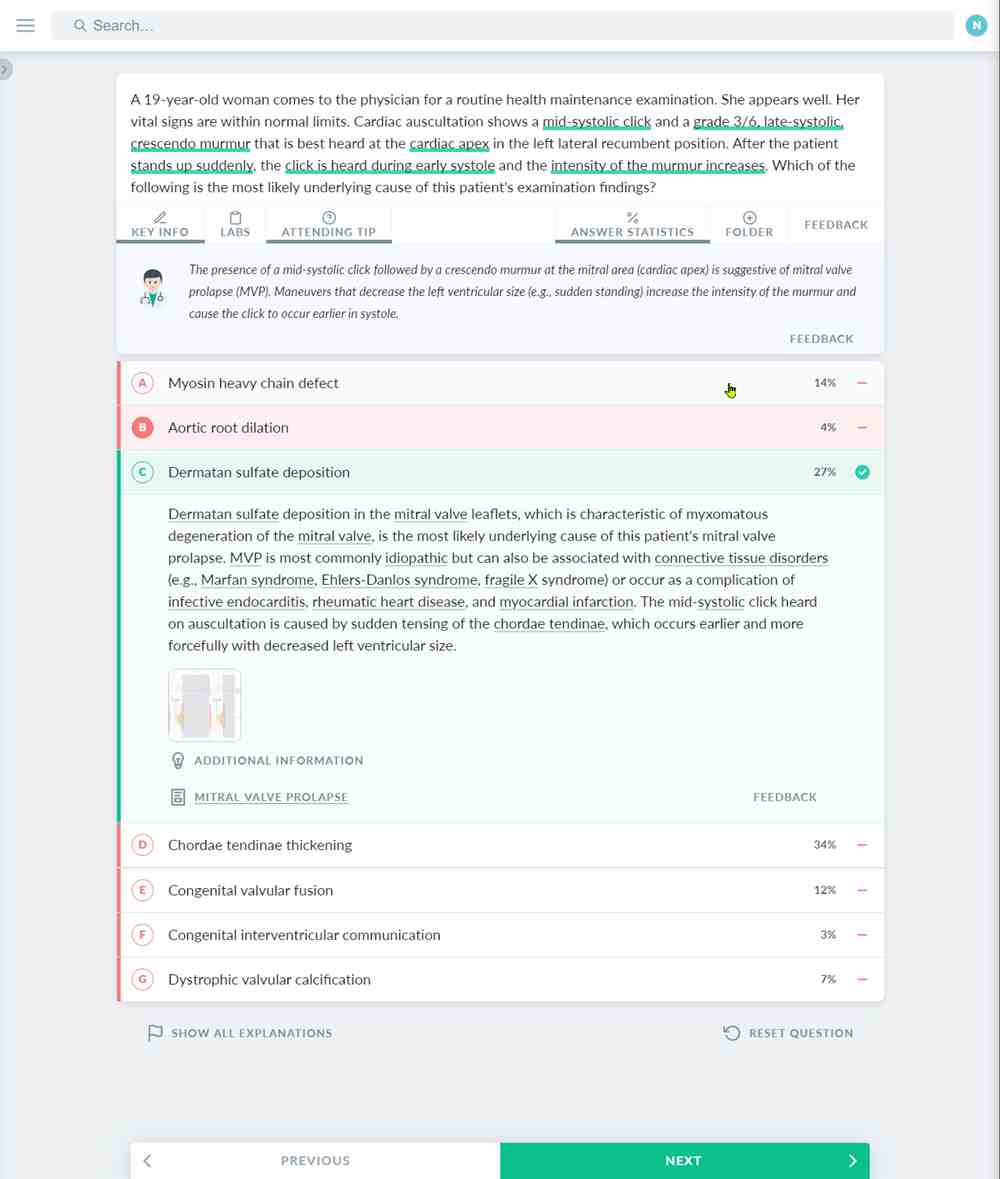 Search...
N
A 19-year-old woman comes to the physician for a routine health maintenance examination. She appears well. Her
vital signs are within normal limits. Cardiac auscultation shows a mid-systolic click and a grade 3/6, late-systolic,
crescendo murmur that is best heard at the cardiac apex in the left lateral recumbent position. After the patient
stands up suddenly, the click is heard during early systole and the intensity of the murmur increases. Which of the
following is the most likely underlying cause of this patient's examination findings?
KEY INFO LABS ATTENDING TIP ANSWER STATISTICS FOLDER FEEDBACK
The presence of a mid-systolic click followed by a crescendo murmur at the mitral area (cardiac apex) is suggestive of mitral valve
prolapse (MVP). Maneuvers that decrease the left ventricular size (e.g., sudden standing) increase the intensity of the murmur and
cause the click to occur earlier in systole.
FEEDBACK
A Myosin heavy chain defect 14%
B Aortic root dilation 4%
C Dermatan sulfate deposition 27%
Dermatan sulfate deposition in the mitral valve leaflets, which is characteristic of myxomatous
degeneration of the mitral valve, is the most likely underlying cause of this patient's mitral valve
prolapse. MVP is most commonly idiopathic but can also be associated with connective tissue disorders
(e.g., Marfan syndrome, Ehlers-Danlos syndrome, fragile X syndrome) or occur as a complication of
infective endocarditis, rheumatic heart disease, and myocardial infarction. The mid-systolic click heard
on auscultation is caused by sudden tensing of the chordae tendinae, which occurs earlier and more
forcefully with decreased left ventricular size.
ADDITIONAL INFORMATION
MITRAL VALVE PROLAPSE FEEDBACK
D Chordae tendinae thickening 34%
E Congenital valvular fusion 12%
F Congenital interventricular communication 3%
G Dystrophic valvular calcification 7%
SHOW ALL EXPLANATIONS RESET QUESTION
PREVIOUS NEXT